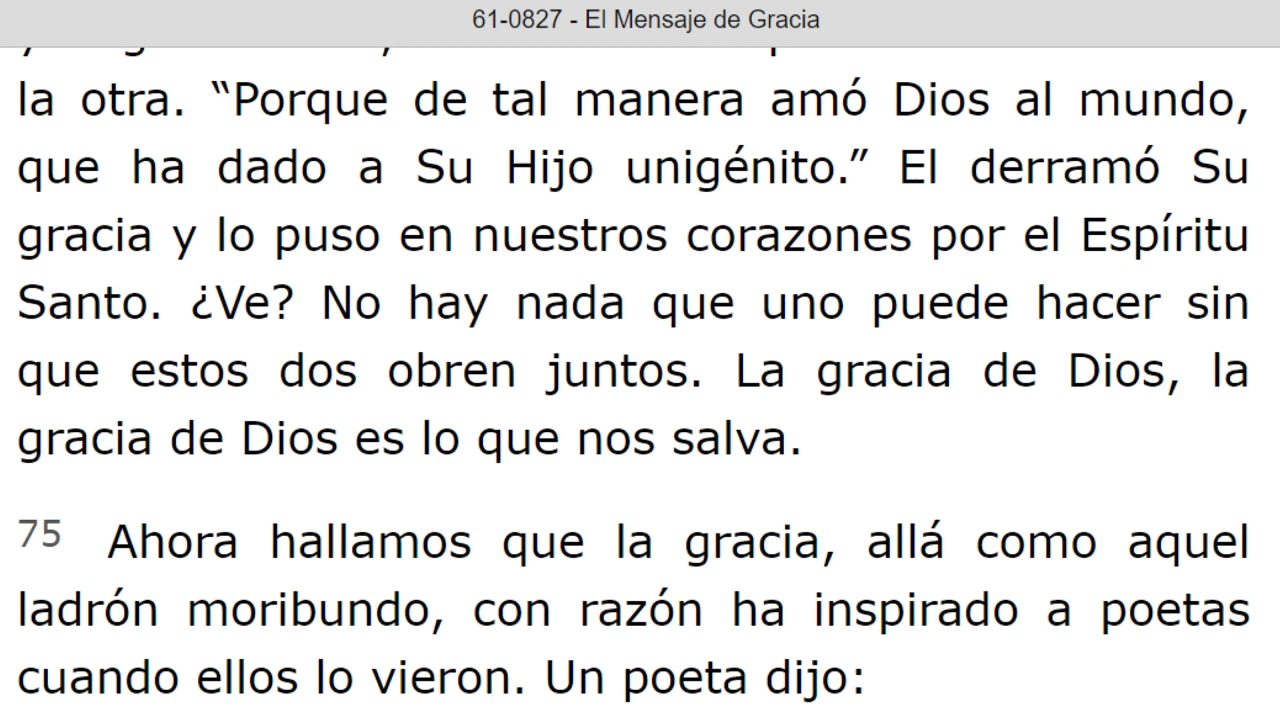 61-0827 - El Mensaje de Gracia
la otra. “Porque de tal manera amó Dios al mundo,
que ha dado a Su Hijo unigénito.” El derramó Su
gracia y lo puso en nuestros corazones por el Espíritu
Santo. ¿Ve? No hay nada que uno puede hacer sin
que estos dos obren juntos. La gracia de Dios, la
gracia de Dios es lo que nos salva.
75 Ahora hallamos que la gracia, allá como aquel
ladrón moribundo, con razón ha inspirado a poetas
cuando ellos lo vieron. Un poeta dijo: